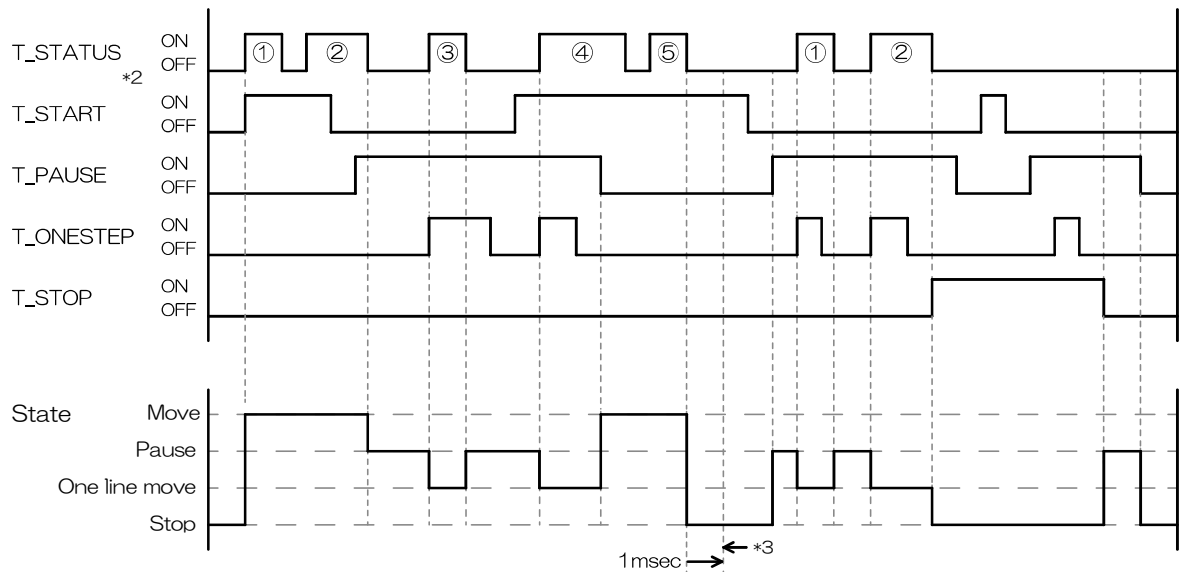 T_STATUS ON OFF ① ② ③ ④ ⑤ ① ②
*2
T_START ON OFF
T_PAUSE ON OFF
T_ONESTEP ON OFF
T_STOP ON OFF
State Move
Pause
One line move
Stop
*3
1msec